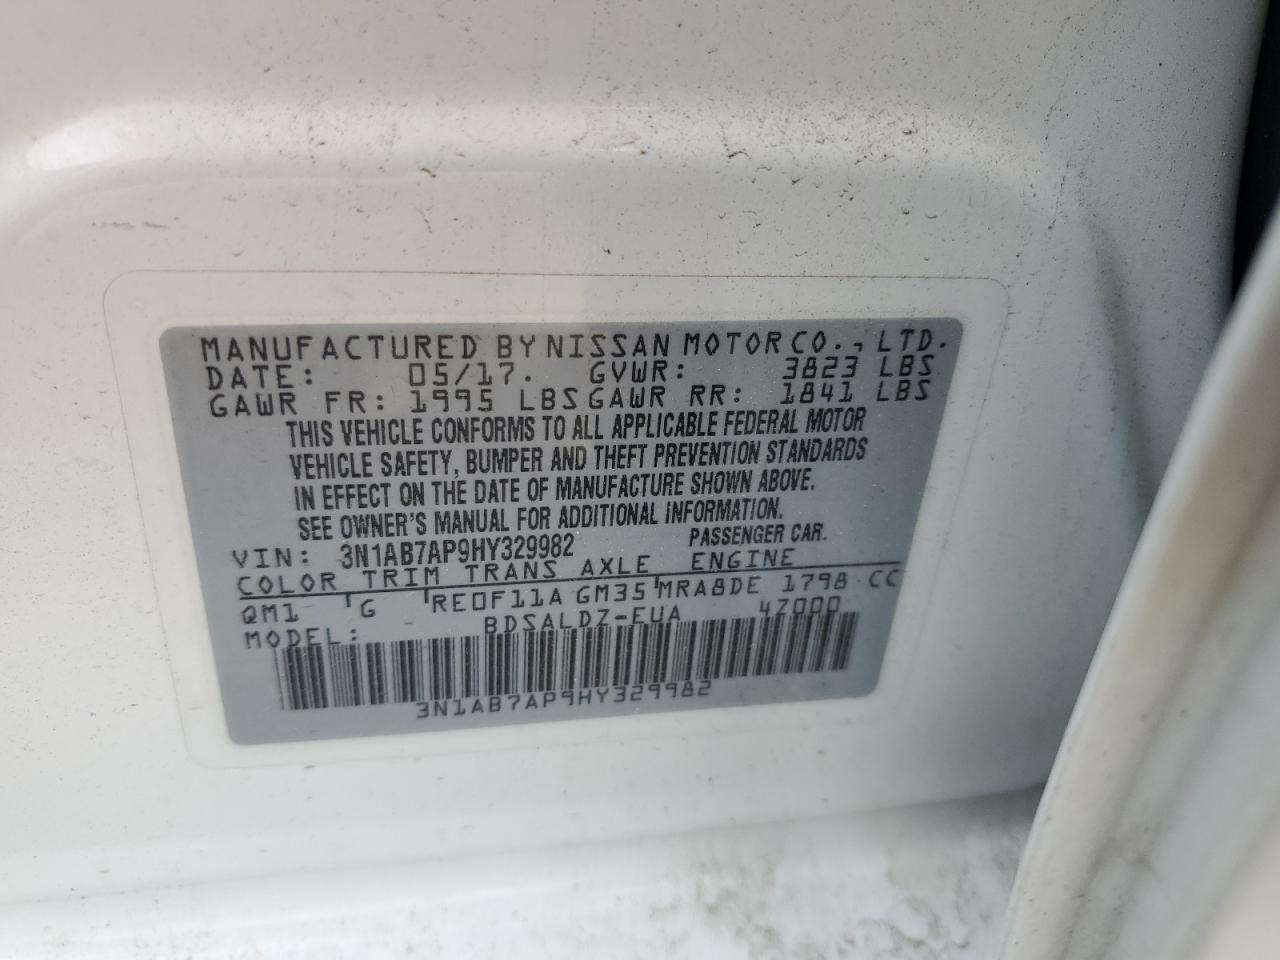 MANUFACTURED BY NISSAN MOTOR CO., LTD.
DATE: 05/17. GVWR: 3823 LBS
GAWR FR: 1995 LBS GAWR RR: 1841 LBS
THIS VEHICLE CONFORMS TO ALL APPLICABLE FEDERAL MOTOR
VEHICLE SAFETY, BUMPER AND THEFT PREVENTION STANDARDS
IN EFFECT ON THE DATE OF MANUFACTURE SHOWN ABOVE.
SEE OWNER'S MANUAL FOR ADDITIONAL INFORMATION.
VIN: 3N1AB7AP9HY329982 PASSENGER CAR.
COLOR TRIM TRANS AXLE ENGINE
QM1 G RE0F11A GM35 MRA8DE 1798 CC
MODEL: BDSALDZ-EUA 4Z000
3N1AB7AP9HY329982